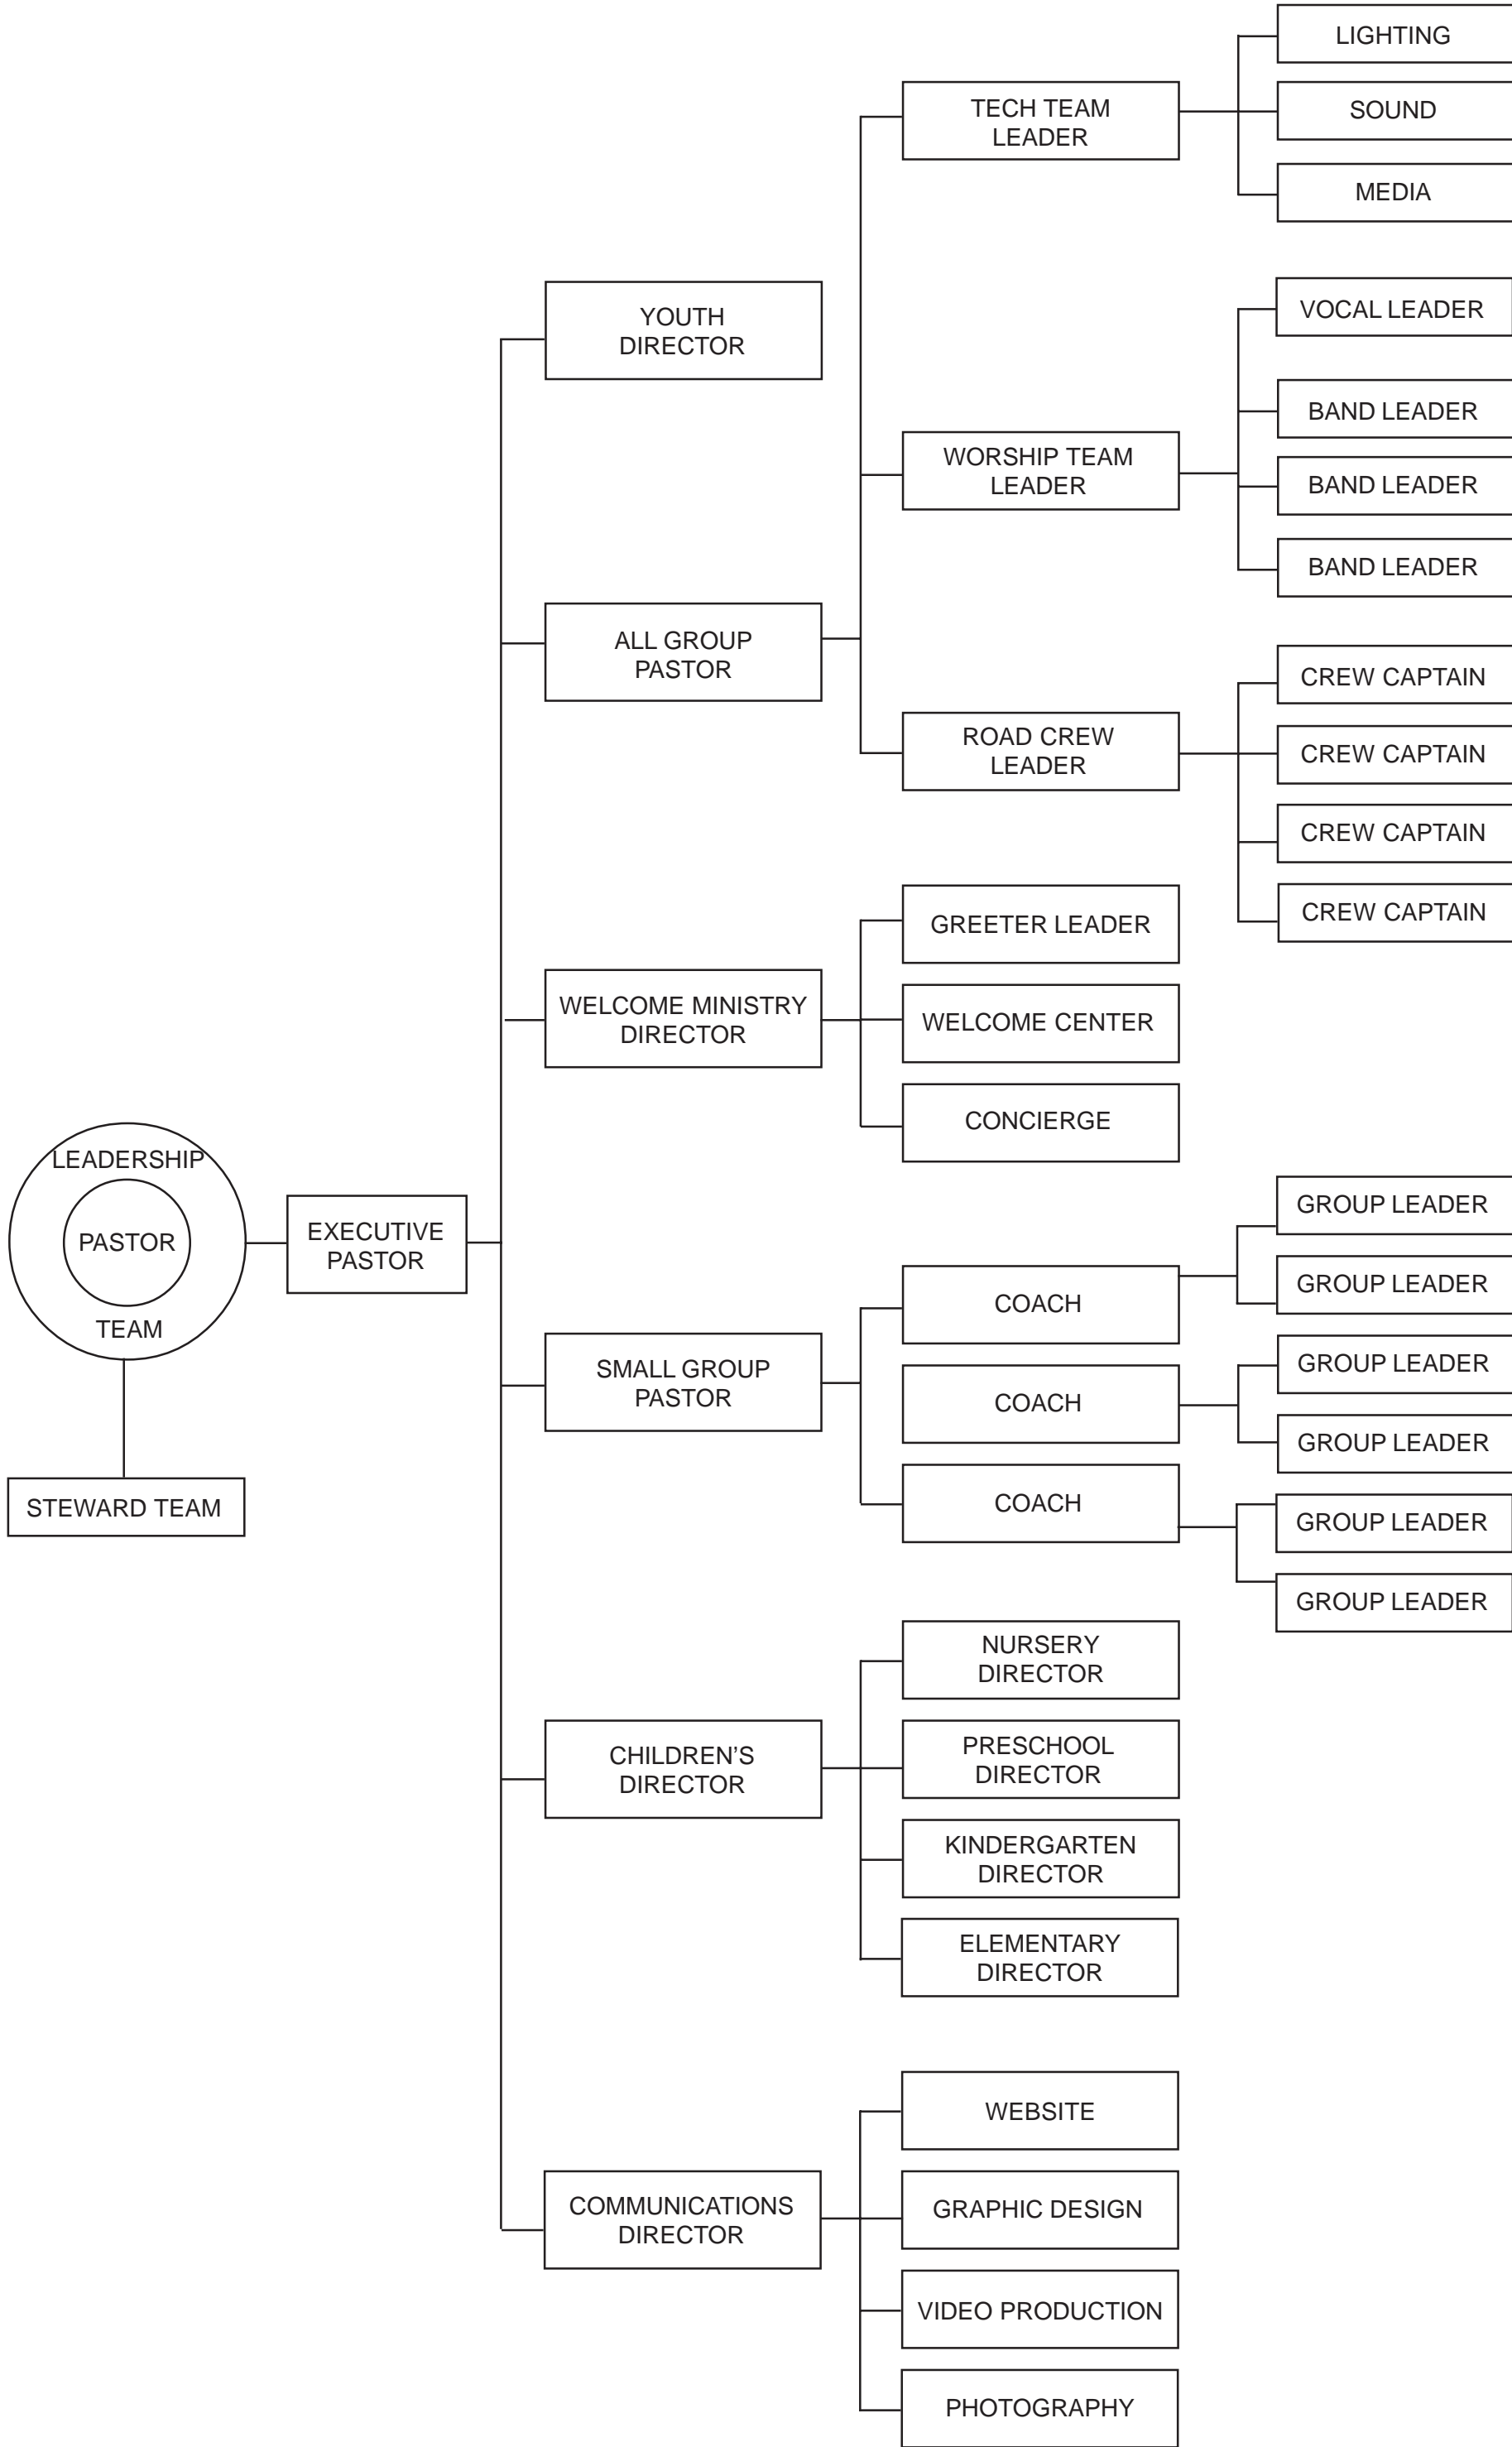 LEADERSHIP
PASTOR
TEAM
STEWARD TEAM
EXECUTIVE
PASTOR
YOUTH
DIRECTOR
ALL GROUP
PASTOR
TECH TEAM
LEADER
LIGHTING
SOUND
MEDIA
WORSHIP TEAM
LEADER
VOCAL LEADER
BAND LEADER
BAND LEADER
BAND LEADER
ROAD CREW
LEADER
CREW CAPTAIN
CREW CAPTAIN
CREW CAPTAIN
CREW CAPTAIN
WELCOME MINISTRY
DIRECTOR
GREETER LEADER
WELCOME CENTER
CONCIERGE
SMALL GROUP
PASTOR
COACH
GROUP LEADER
GROUP LEADER
COACH
GROUP LEADER
GROUP LEADER
COACH
GROUP LEADER
GROUP LEADER
CHILDREN’S
DIRECTOR
NURSERY
DIRECTOR
PRESCHOOL
DIRECTOR
KINDERGARTEN
DIRECTOR
ELEMENTARY
DIRECTOR
COMMUNICATIONS
DIRECTOR
WEBSITE
GRAPHIC DESIGN
VIDEO PRODUCTION
PHOTOGRAPHY